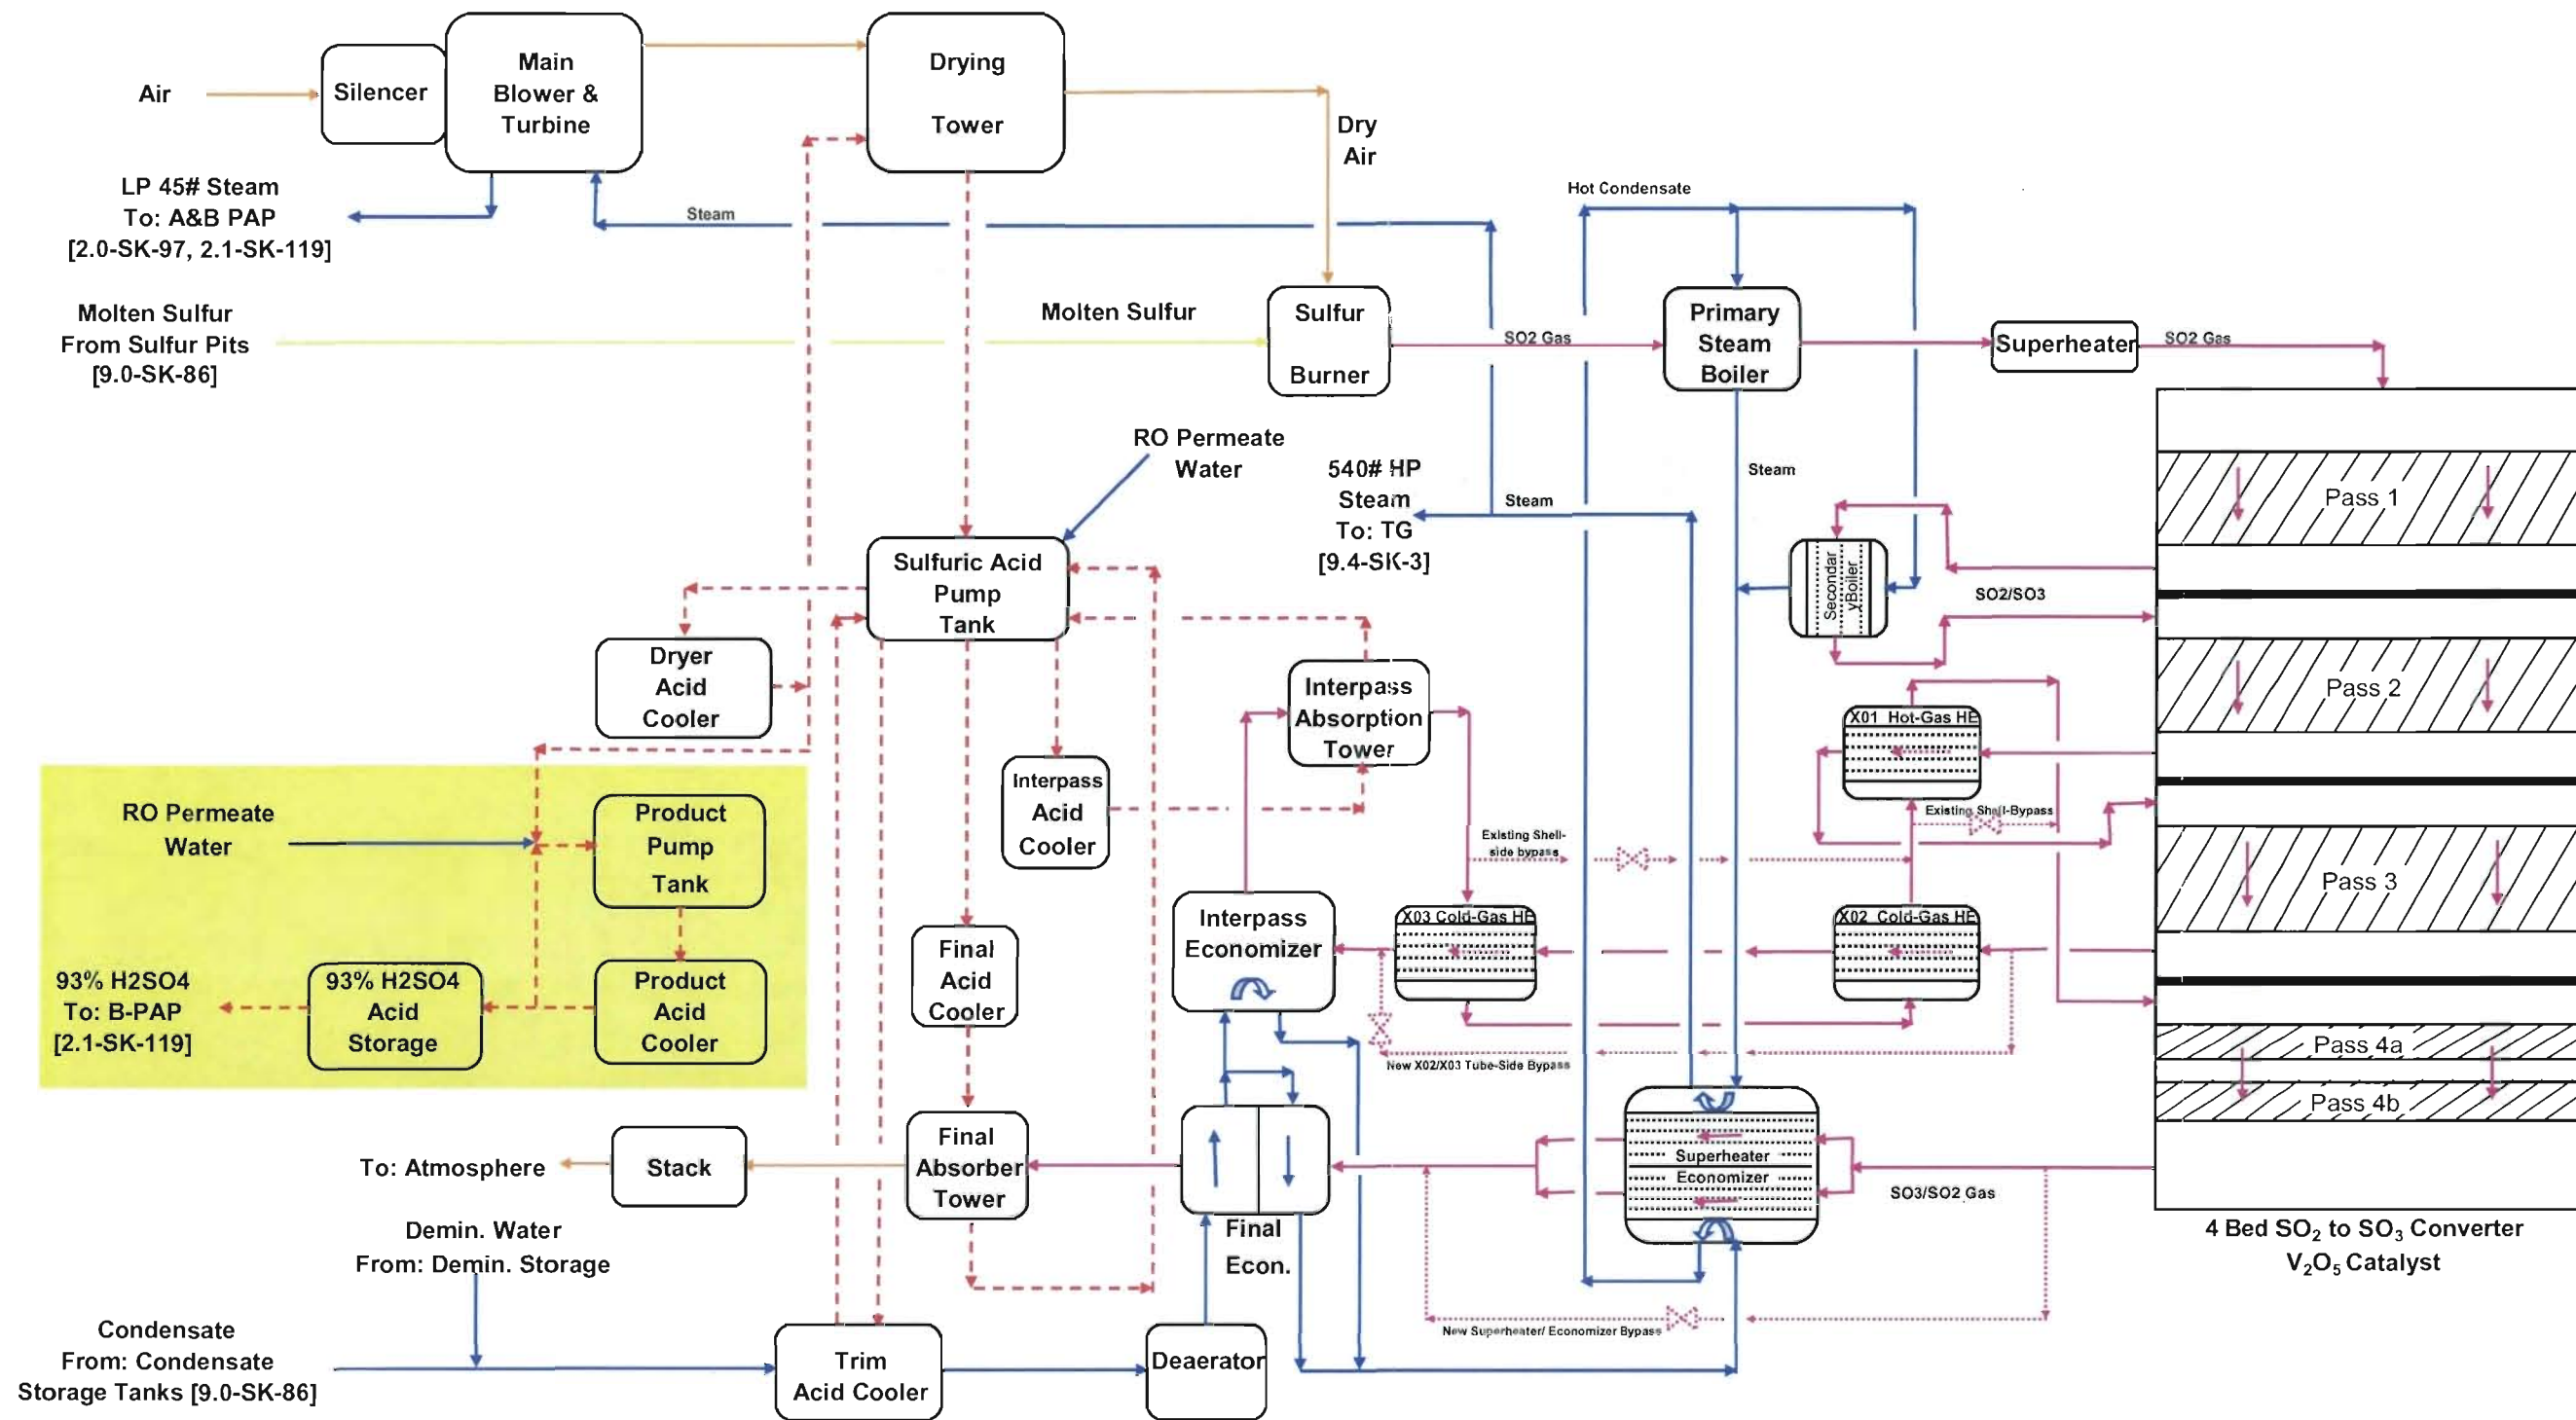 Air
Silencer
Main
Blower &
Turbine
Drying
Tower
Dry
Air
LP 45# Steam
To: A&B PAP
[2.0-SK-97, 2.1-SK-119]
Steam
Hot Condensate
Molten Sulfur
From Sulfur Pits
[9.0-SK-86]
Molten Sulfur
Sulfur
Burner
SO2 Gas
Primary
Steam
Boiler
Superheater
SO2 Gas
RO Permeate
Water
540# HP
Steam
To: TG
[9.4-SK-3]
Steam
Steam
Pass 1
Sulfuric Acid
Pump
Tank
Secondar
yBoiler
SO2/SO3
Dryer
Acid
Cooler
Interpass
Absorption
Tower
Pass 2
X01 Hot-Gas HE
Interpass
Acid
Cooler
Existing Shell-Bypass
Existing Shell-
side bypass
RO Permeate
Water
Product
Pump
Tank
Pass 3
Interpass
Economizer
X03 Cold-Gas HE
X02 Cold-Gas HE
Final
Acid
Cooler
93% H2SO4
To: B-PAP
[2.1-SK-119]
93% H2SO4
Acid
Storage
Product
Acid
Cooler
New X02/X03 Tube-Side Bypass
Pass 4a
Pass 4b
To: Atmosphere
Stack
Final
Absorber
Tower
Final
Econ.
Superheater
Economizer
SO3/SO2 Gas
4 Bed SO₂ to SO₃ Converter
V₂O₅ Catalyst
Demin. Water
From: Demin. Storage
New Superheater/ Economizer Bypass
Condensate
From: Condensate
Storage Tanks [9.0-SK-86]
Trim
Acid Cooler
Deaerator